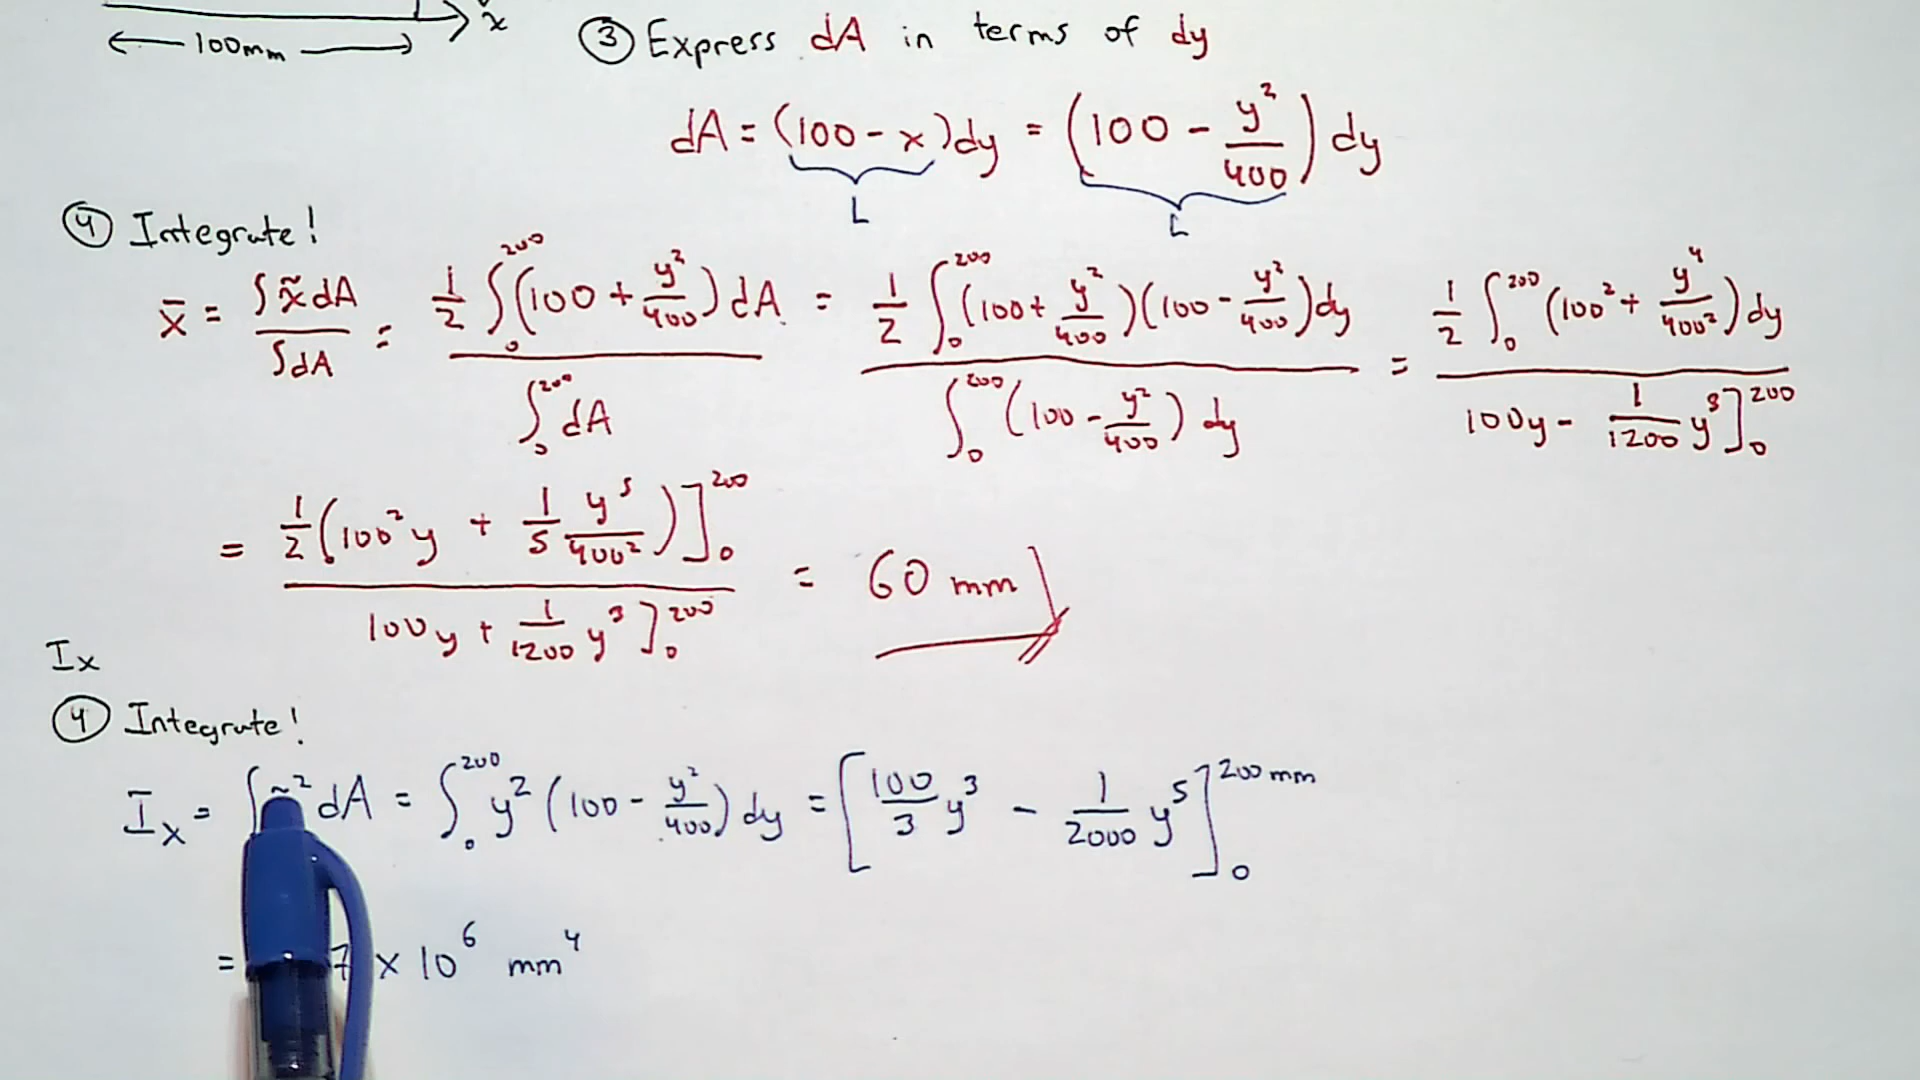 100mm x
③ Express dA in terms of dy
dA = (100 - x)dy = (100 - y²/400) dy
L L
④ Integrate!
x̄ = ∫x̃dA / ∫dA = 1/2 ∫₀²⁰⁰ (100 + y²/400) dA / ∫₀²⁰⁰ dA = 1/2 ∫₀²⁰⁰ (100 + y²/400)(100 - y²/400) dy / ∫₀²⁰⁰ (100 - y²/400) dy = 1/2 ∫₀²⁰⁰ (100² + y⁴/400²) dy / 100y - 1/1200 y³]₀²⁰⁰
= 1/2 (100² y + 1/5 y⁵/400²)]₀²⁰⁰ / 100y + 1/1200 y³]₀²⁰⁰ = 60 mm
Ix
④ Integrate!
Ix = ∫ ² dA = ∫₀²⁰⁰ y² (100 - y²/400) dy = [100/3 y³ - 1/2000 y⁵]₀²⁰⁰ ᵐᵐ
= 7 × 10⁶ mm⁴